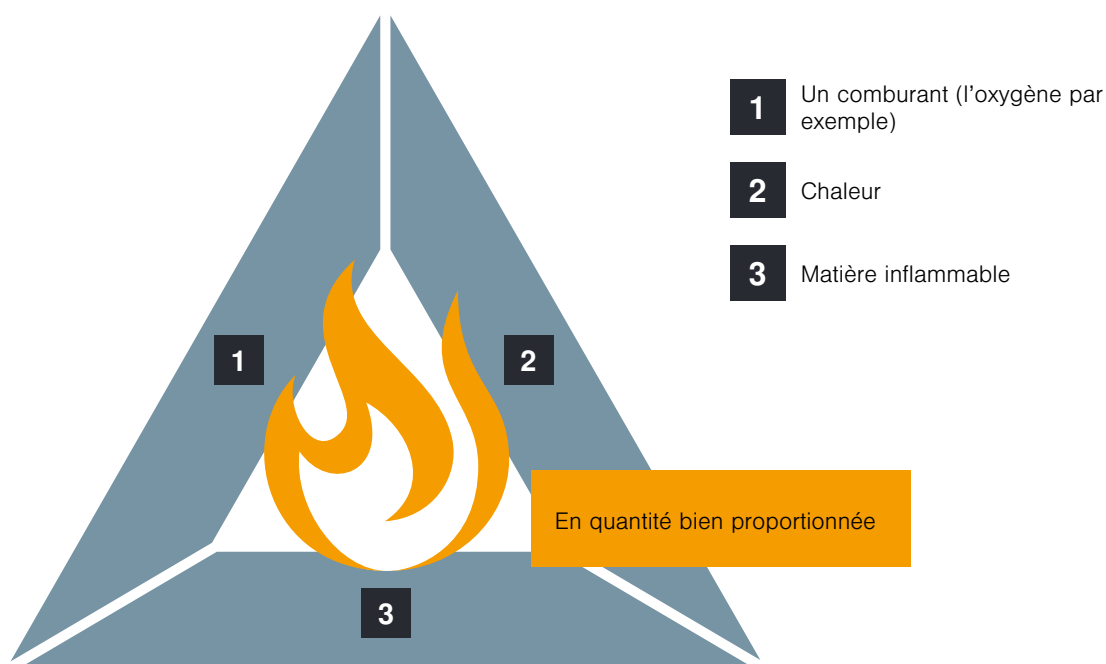 1 Un comburant (l’oxygène par
exemple)
2 Chaleur
3 Matière inflammable
1
2
En quantité bien proportionnée
3